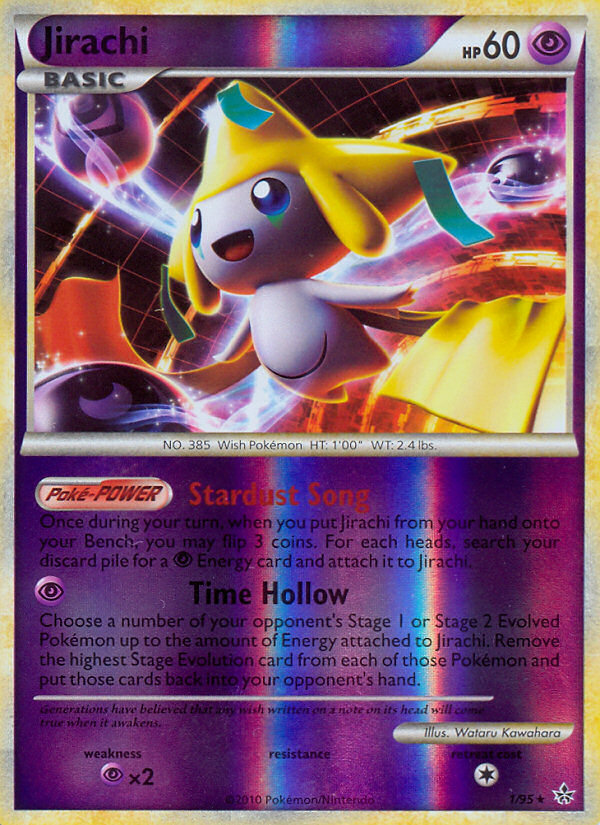 Jirachi
HP 60
BASIC
NO. 385 Wish Pokémon HT: 1'00" WT: 2.4 lbs.
Poké-POWER Stardust Song
Once during your turn, when you put Jirachi from your hand onto
your Bench, you may flip 3 coins. For each heads, search your
discard pile for a Energy card and attach it to Jirachi.
Time Hollow
Choose a number of your opponent's Stage 1 or Stage 2 Evolved
Pokémon up to the amount of Energy attached to Jirachi. Remove
the highest Stage Evolution card from each of those Pokémon and
put those cards back into your opponent's hand.
Generations have believed that any wish written on a note on its head will come
true when it awakens.
Illus. Wataru Kawahara
weakness resistance retreat cost
×2
©2010 Pokémon/Nintendo 1/95 ★